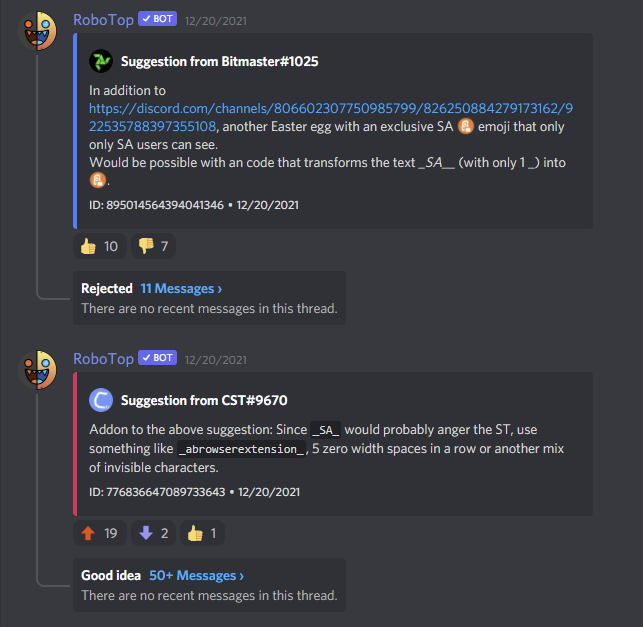 RoboTop ✓ BOT 12/20/2021
Suggestion from Bitmaster#1025
In addition to
https://discord.com/channels/806602307750985799/826250884279173162/9
22535788397355108, another Easter egg with an exclusive SA emoji that only
only SA users can see.
Would be possible with an code that transforms the text _SA__ (with only 1 _) into
.
ID: 895014564394041346 • 12/20/2021
👍 10 👎 7
Rejected 11 Messages ›
There are no recent messages in this thread.
RoboTop ✓ BOT 12/20/2021
Suggestion from CST#9670
Addon to the above suggestion: Since _SA_ would probably anger the ST, use
something like _abrowserextension_, 5 zero width spaces in a row or another mix
of invisible characters.
ID: 776836647089733643 • 12/20/2021
19 2 👍 1
Good idea 50+ Messages ›
There are no recent messages in this thread.